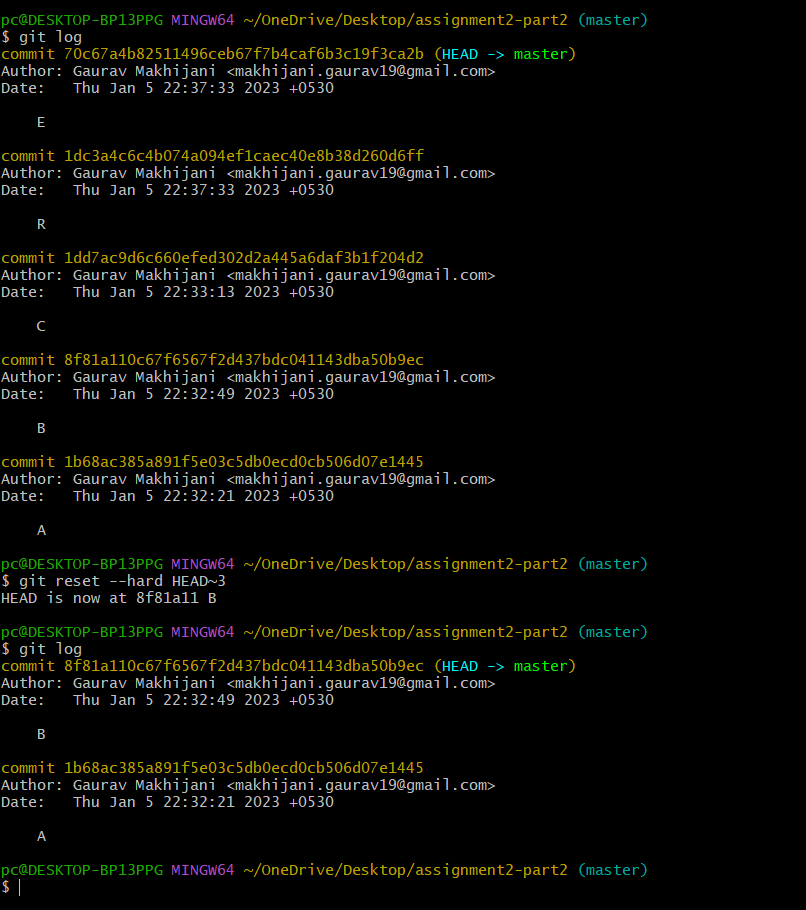 pc@DESKTOP-BP13PPG MINGW64 ~/OneDrive/Desktop/assignment2-part2 (master)
$ git log
commit 70c67a4b82511496ceb67f7b4caf6b3c19f3ca2b (HEAD -> master)
Author: Gaurav Makhijani <makhijani.gaurav19@gmail.com>
Date:   Thu Jan 5 22:37:33 2023 +0530
    E
commit 1dc3a4c6c4b074a094ef1caec40e8b38d260d6ff
Author: Gaurav Makhijani <makhijani.gaurav19@gmail.com>
Date:   Thu Jan 5 22:37:33 2023 +0530
    R
commit 1dd7ac9d6c660efed302d2a445a6daf3b1f204d2
Author: Gaurav Makhijani <makhijani.gaurav19@gmail.com>
Date:   Thu Jan 5 22:33:13 2023 +0530
    C
commit 8f81a110c67f6567f2d437bdc041143dba50b9ec
Author: Gaurav Makhijani <makhijani.gaurav19@gmail.com>
Date:   Thu Jan 5 22:32:49 2023 +0530
    B
commit 1b68ac385a891f5e03c5db0ecd0cb506d07e1445
Author: Gaurav Makhijani <makhijani.gaurav19@gmail.com>
Date:   Thu Jan 5 22:32:21 2023 +0530
    A
pc@DESKTOP-BP13PPG MINGW64 ~/OneDrive/Desktop/assignment2-part2 (master)
$ git reset --hard HEAD~3
HEAD is now at 8f81a11 B
pc@DESKTOP-BP13PPG MINGW64 ~/OneDrive/Desktop/assignment2-part2 (master)
$ git log
commit 8f81a110c67f6567f2d437bdc041143dba50b9ec (HEAD -> master)
Author: Gaurav Makhijani <makhijani.gaurav19@gmail.com>
Date:   Thu Jan 5 22:32:49 2023 +0530
    B
commit 1b68ac385a891f5e03c5db0ecd0cb506d07e1445
Author: Gaurav Makhijani <makhijani.gaurav19@gmail.com>
Date:   Thu Jan 5 22:32:21 2023 +0530
    A
pc@DESKTOP-BP13PPG MINGW64 ~/OneDrive/Desktop/assignment2-part2 (master)
$